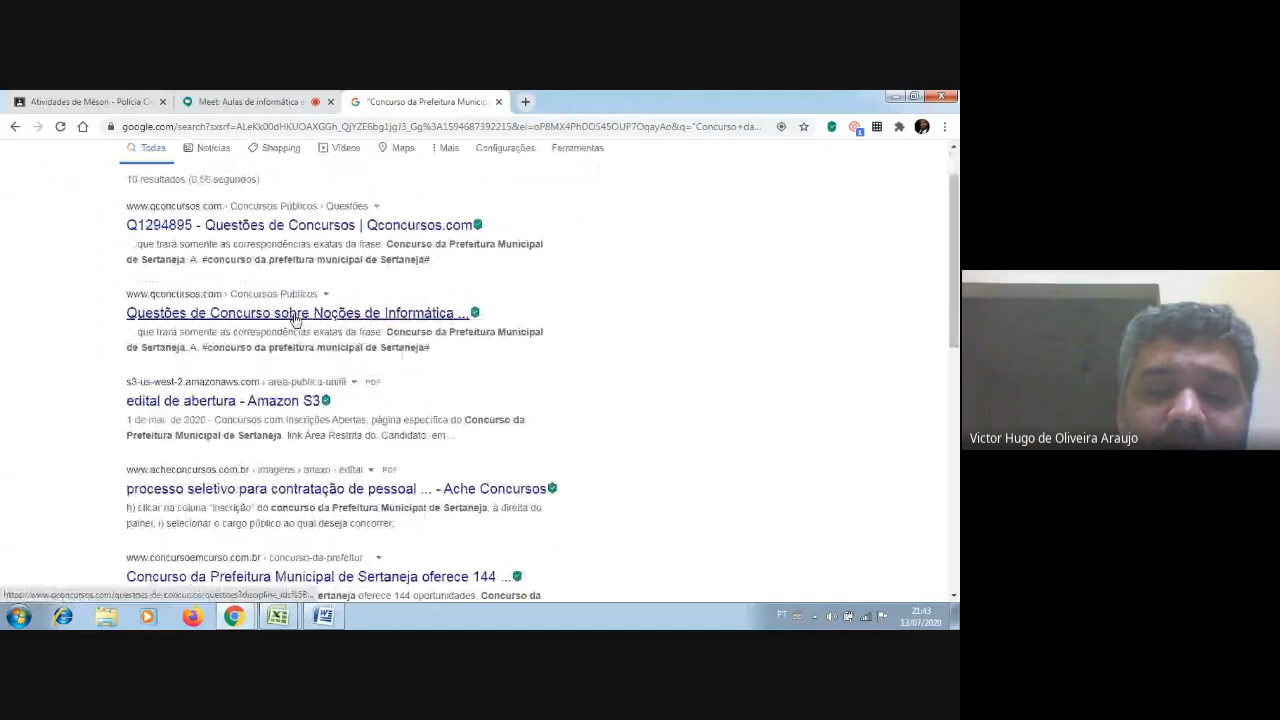 Atividades de Méson - Polícia Ci
Meet: Aulas de informática e
"Concurso da Prefeitura Municip
google.com/search?sxsrf=ALeKk00dHKUOAXGGh_QjYZE6bg1jgJ3_Gg%3A1594687392215&ei=oP8MX4PhDOS45OUP7OqayAo&q="Concurso+da...
Todas Notícias Shopping Vídeos Maps Mais Configurações Ferramentas
10 resultados (0,56 segundos)
www.qconcursos.com › Concursos Públicos › Questões
Q1294895 - Questões de Concursos | Qconcursos.com
que trará somente as correspondências exatas da frase: Concurso da Prefeitura Municipal
de Sertaneja. A. #concurso da prefeitura municipal de Sertaneja#
www.qconcursos.com › Concursos Públicos
Questões de Concurso sobre Noções de Informática ...
que trará somente as correspondências exatas da frase: Concurso da Prefeitura Municipal
de Sertaneja. A. #concurso da prefeitura municipal de Sertaneja#
s3-us-west-2.amazonaws.com › area-publica-unifil PDF
edital de abertura - Amazon S3
1 de mai. de 2020 - Concursos com Inscrições Abertas, página específica do Concurso da
Prefeitura Municipal de Sertaneja, link Área Restrita do. Candidato, em ...
www.acheconcursos.com.br › imagens › anexo › edital PDF
processo seletivo para contratação de pessoal ... - Ache Concursos
h) clicar na coluna "Inscrição" do concurso da Prefeitura Municipal de Sertaneja, à direita do
painel; i) selecionar o cargo público ao qual deseja concorrer;
www.concursoemcurso.com.br › concurso-da-prefeitur
Concurso da Prefeitura Municipal de Sertaneja oferece 144 ...
ertaneja oferece 144 oportunidades. Concurso da
PT
21:43
13/07/2020
Victor Hugo de Oliveira Araujo